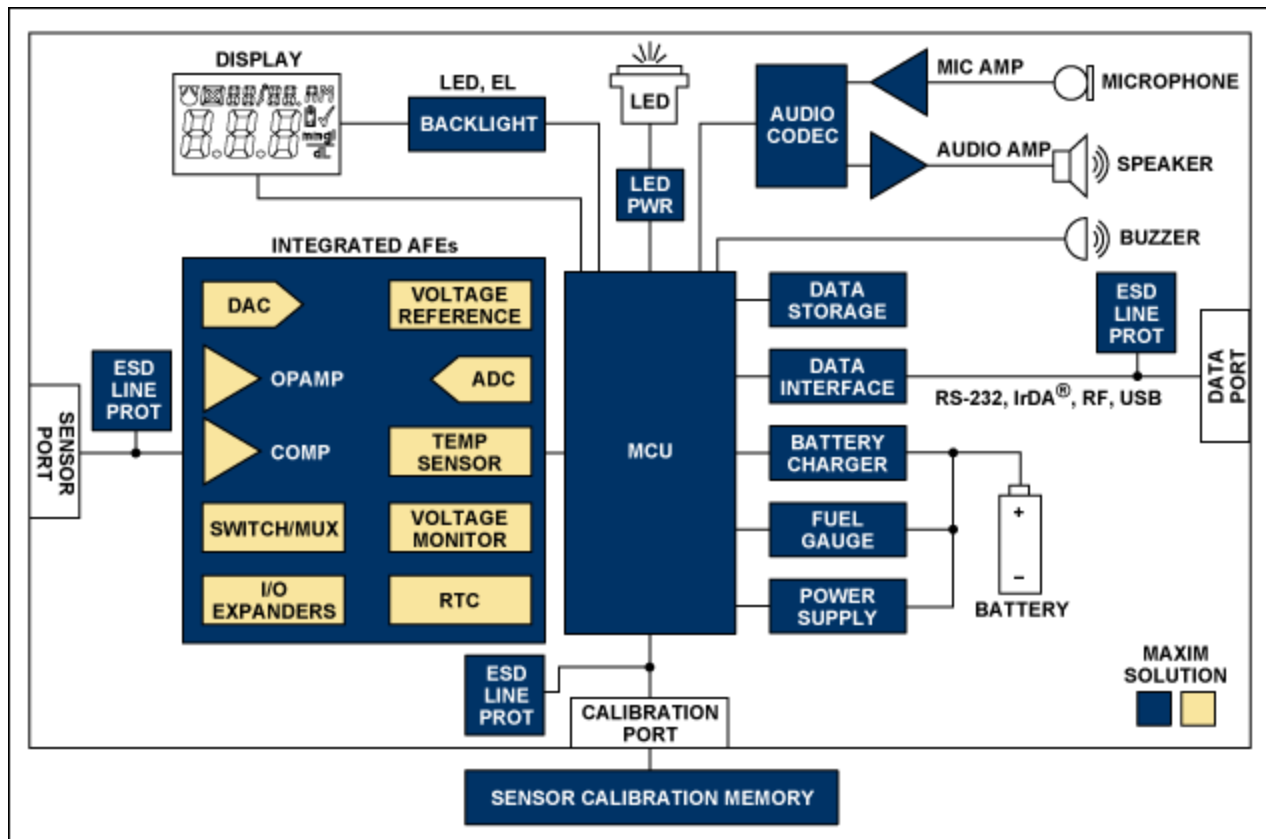 DISPLAY
AM
mmgl
dL
LED, EL
BACKLIGHT
LED
LED
PWR
AUDIO
CODEC
MIC AMP
MICROPHONE
AUDIO AMP
SPEAKER
BUZZER
INTEGRATED AFEs
DAC
VOLTAGE
REFERENCE
OPAMP
ADC
COMP
TEMP
SENSOR
SWITCH/MUX
VOLTAGE
MONITOR
I/O
EXPANDERS
RTC
ESD
LINE
PROT
SENSOR
PORT
MCU
DATA
STORAGE
DATA
INTERFACE
RS-232, IrDA®, RF, USB
ESD
LINE
PROT
DATA
PORT
BATTERY
CHARGER
FUEL
GAUGE
POWER
SUPPLY
+
−
BATTERY
ESD
LINE
PROT
CALIBRATION
PORT
MAXIM
SOLUTION
SENSOR CALIBRATION MEMORY